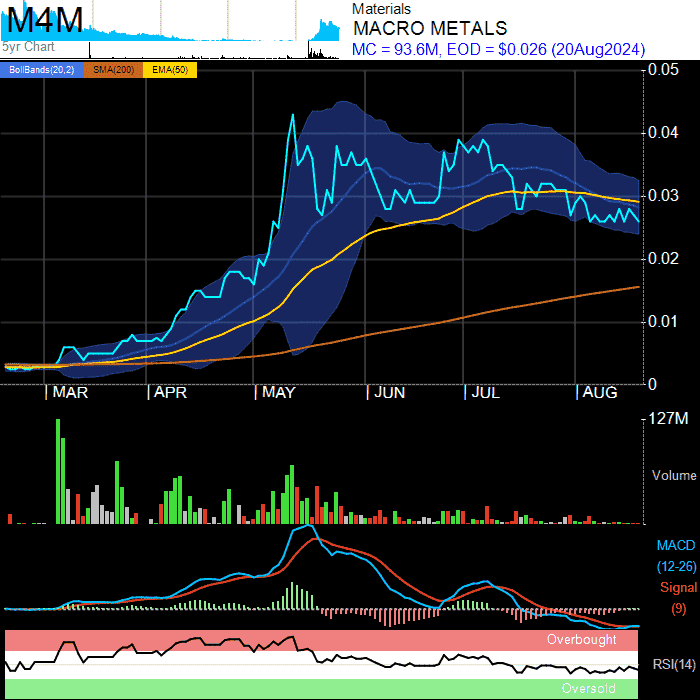 M4M
5yr Chart
Materials
MACRO METALS
MC = 93.6M, EOD = $0.026 (20Aug2024)
BollBands(20,2) SMA(200) EMA(50)
0.05
0.04
0.03
0.02
0.01
0
MAR APR MAY JUN JUL AUG
127M
Volume
MACD
(12-26)
Signal
(9)
Overbought
RSI(14)
Oversold